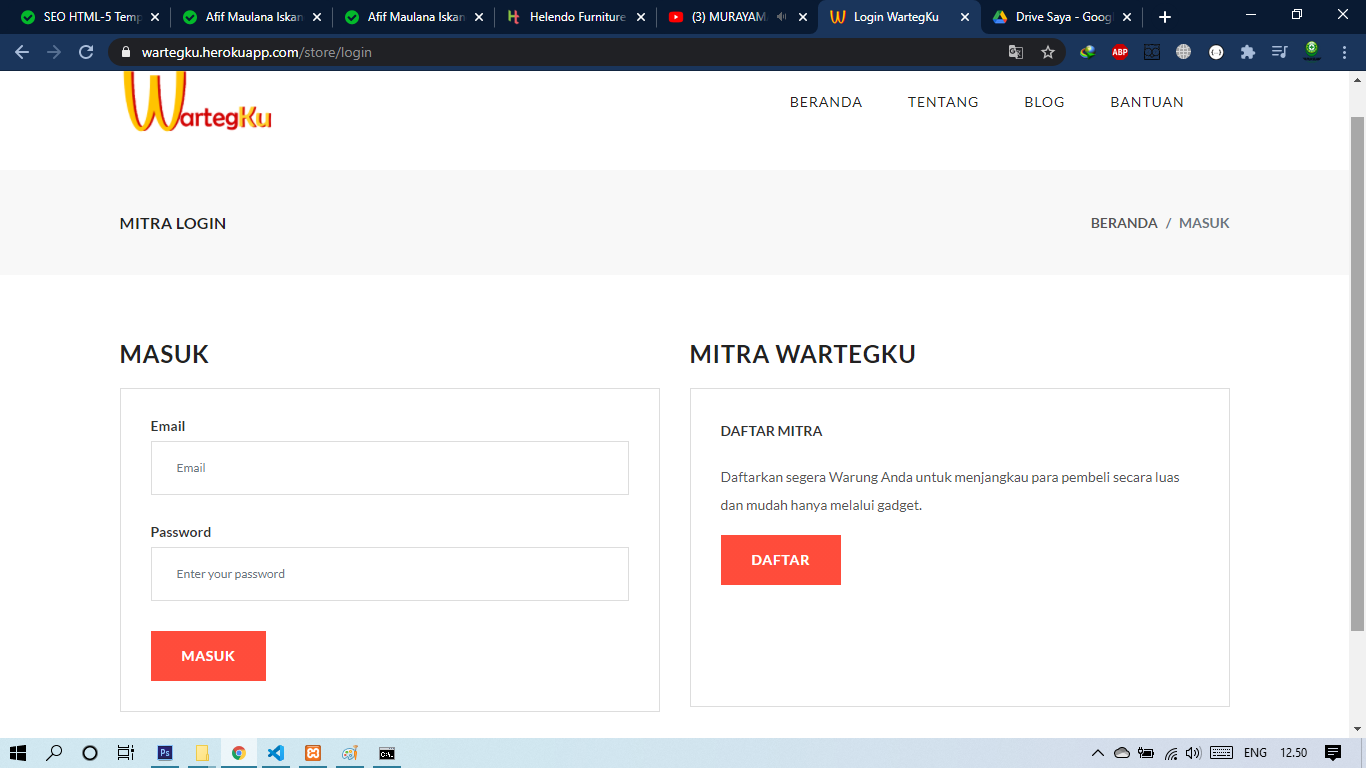 SEO HTML-5 Temp
Afif Maulana Iskan
Afif Maulana Iskan
Helendo Furniture
(3) MURAYAMA
Login WartegKu
Drive Saya - Goog
wartegku.herokuapp.com/store/login
ABP
WartegKu
BERANDA
TENTANG
BLOG
BANTUAN
MITRA LOGIN
BERANDA / MASUK
MASUK
MITRA WARTEGKU
Email
Email
Password
Enter your password
MASUK
DAFTAR MITRA
Daftarkan segera Warung Anda untuk menjangkau para pembeli secara luas
dan mudah hanya melalui gadget.
DAFTAR
Ps
ENG
12.50